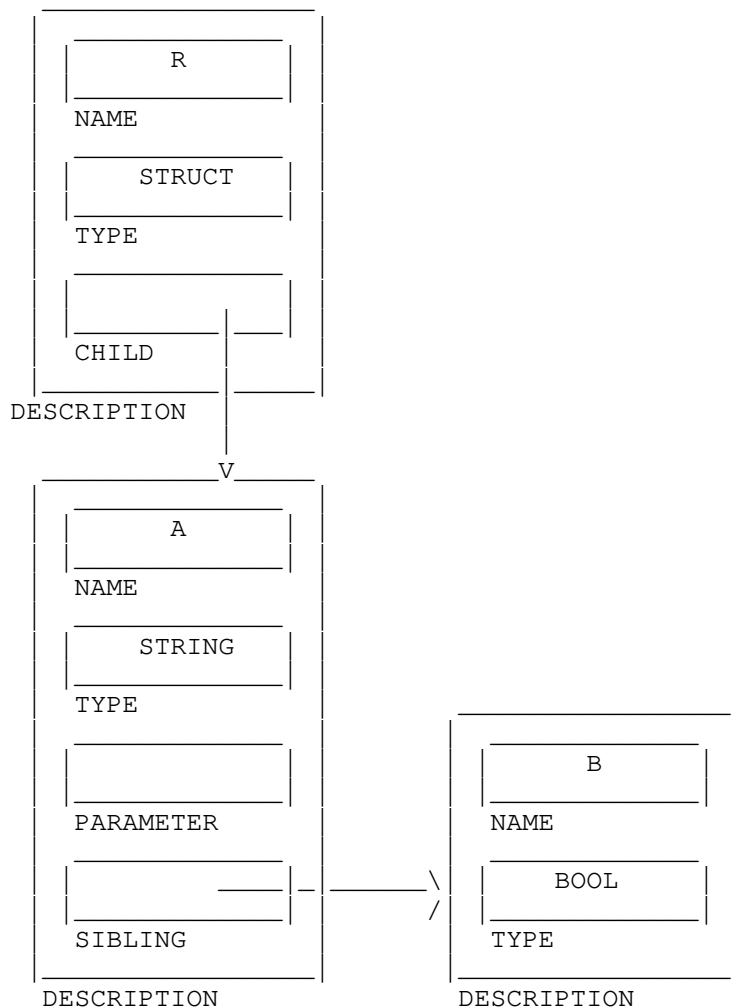 R
NAME
STRUCT
TYPE
CHILD
DESCRIPTION
V
A
NAME
STRING
TYPE
PARAMETER
SIBLING
DESCRIPTION
B
NAME
BOOL
TYPE
DESCRIPTION